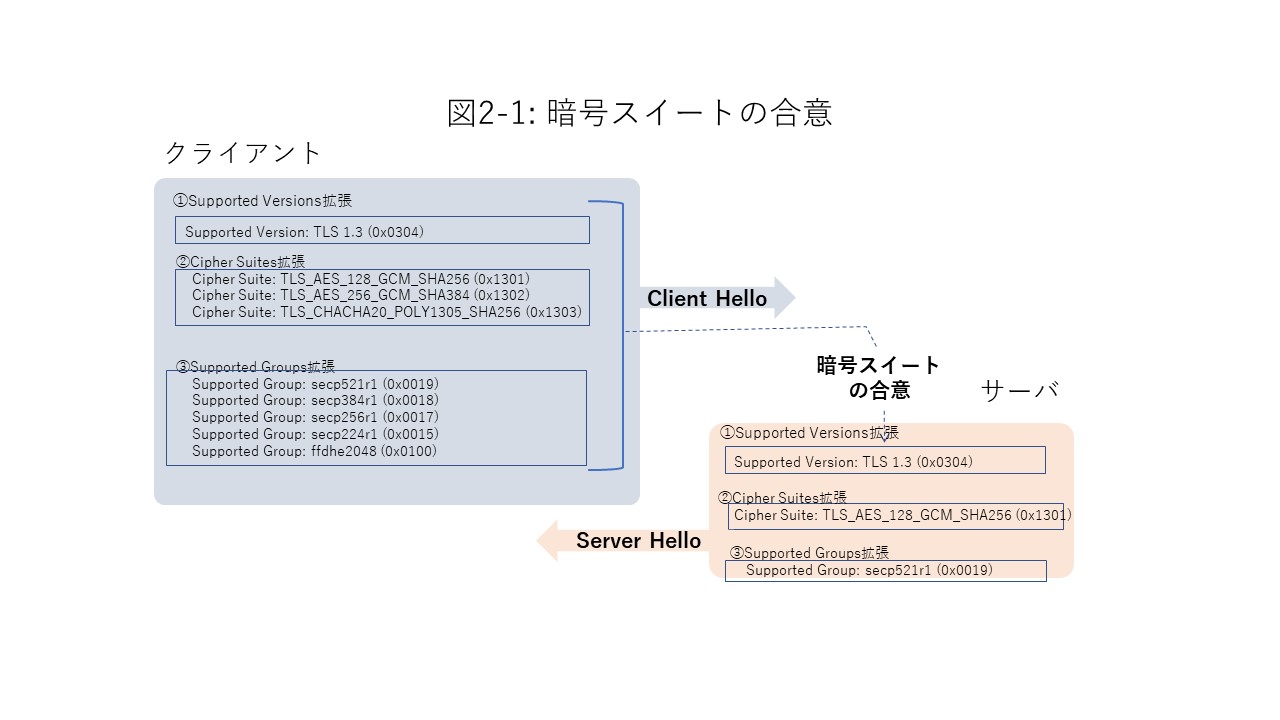 図2-1: 暗号スイートの合意
クライアント
①Supported Versions拡張
Supported Version: TLS 1.3 (0x0304)
②Cipher Suites拡張
Cipher Suite: TLS_AES_128_GCM_SHA256 (0x1301)
Cipher Suite: TLS_AES_256_GCM_SHA384 (0x1302)
Cipher Suite: TLS_CHACHA20_POLY1305_SHA256 (0x1303)
③Supported Groups拡張
Supported Group: secp521r1 (0x0019)
Supported Group: secp384r1 (0x0018)
Supported Group: secp256r1 (0x0017)
Supported Group: secp224r1 (0x0015)
Supported Group: ffdhe2048 (0x0100)
Client Hello
暗号スイート
の合意
サーバ
①Supported Versions拡張
Supported Version: TLS 1.3 (0x0304)
②Cipher Suites拡張
Cipher Suite: TLS_AES_128_GCM_SHA256 (0x1301)
③Supported Groups拡張
Supported Group: secp521r1 (0x0019)
Server Hello